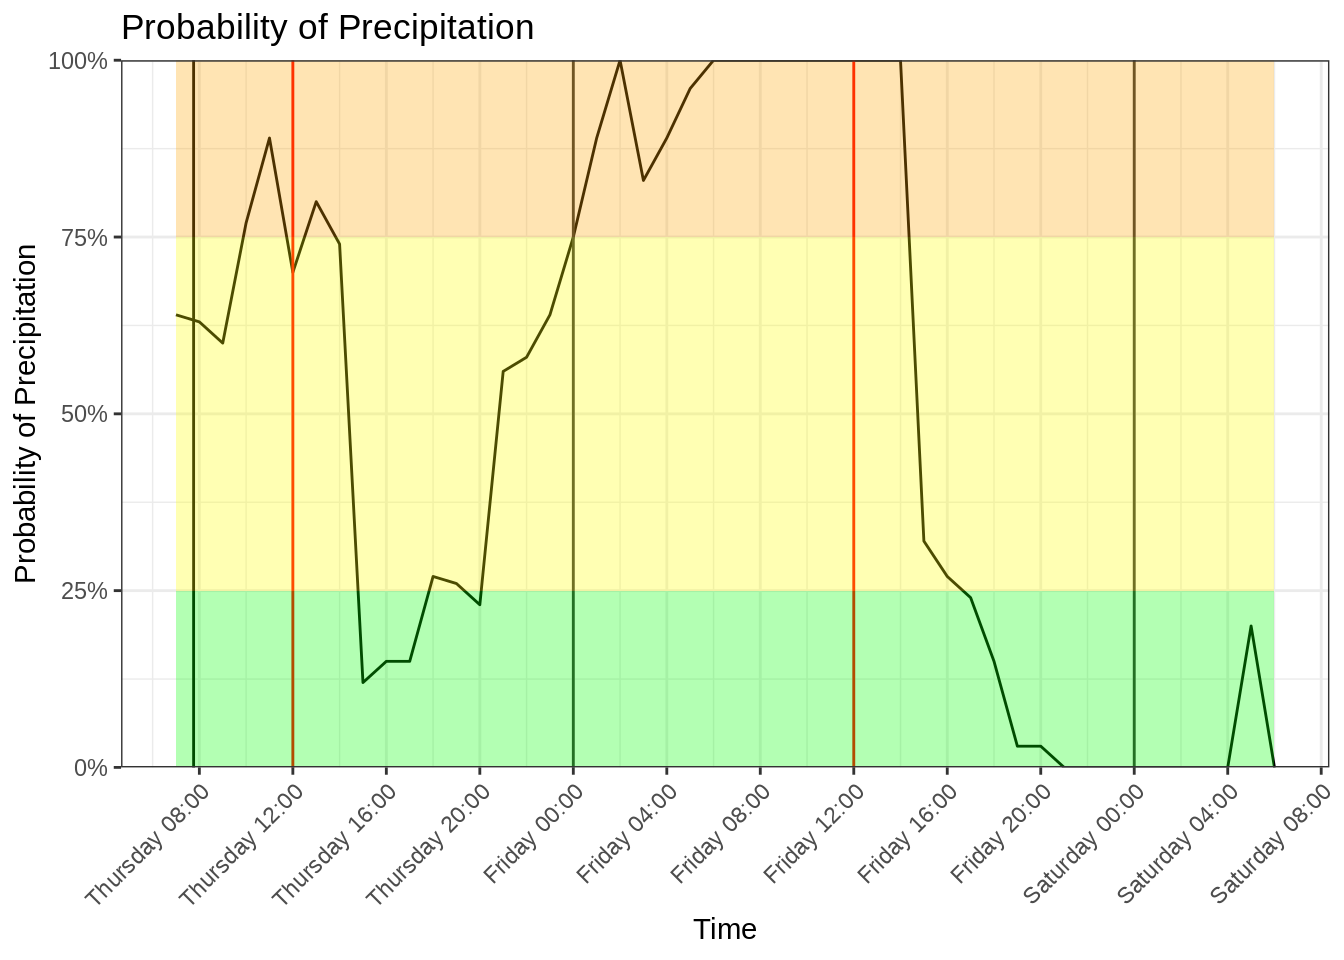 Probability of Precipitation
Probability of Precipitation
100%
75%
50%
25%
0%
Thursday 08:00
Thursday 12:00
Thursday 16:00
Thursday 20:00
Friday 00:00
Friday 04:00
Friday 08:00
Friday 12:00
Friday 16:00
Friday 20:00
Saturday 00:00
Saturday 04:00
Saturday 08:00
Time